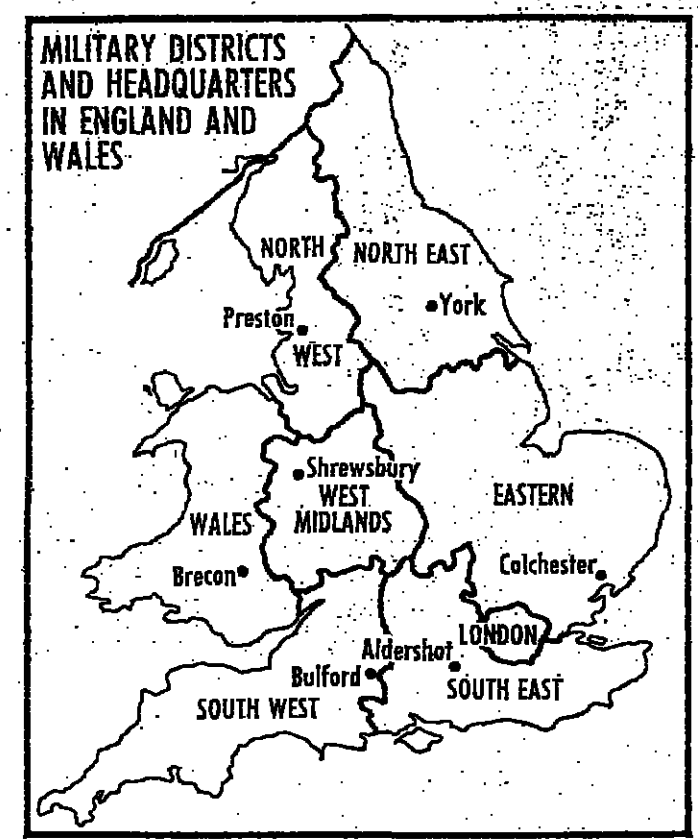 MILITARY DISTRICTS
AND HEADQUARTERS
IN ENGLAND AND
WALES
NORTH
NORTH EAST
York
Preston
WEST
Shrewsbury
WEST
MIDLANDS
EASTERN
WALES
Brecon
Colchester
LONDON
Aldershot
Bulford
SOUTH EAST
SOUTH WEST